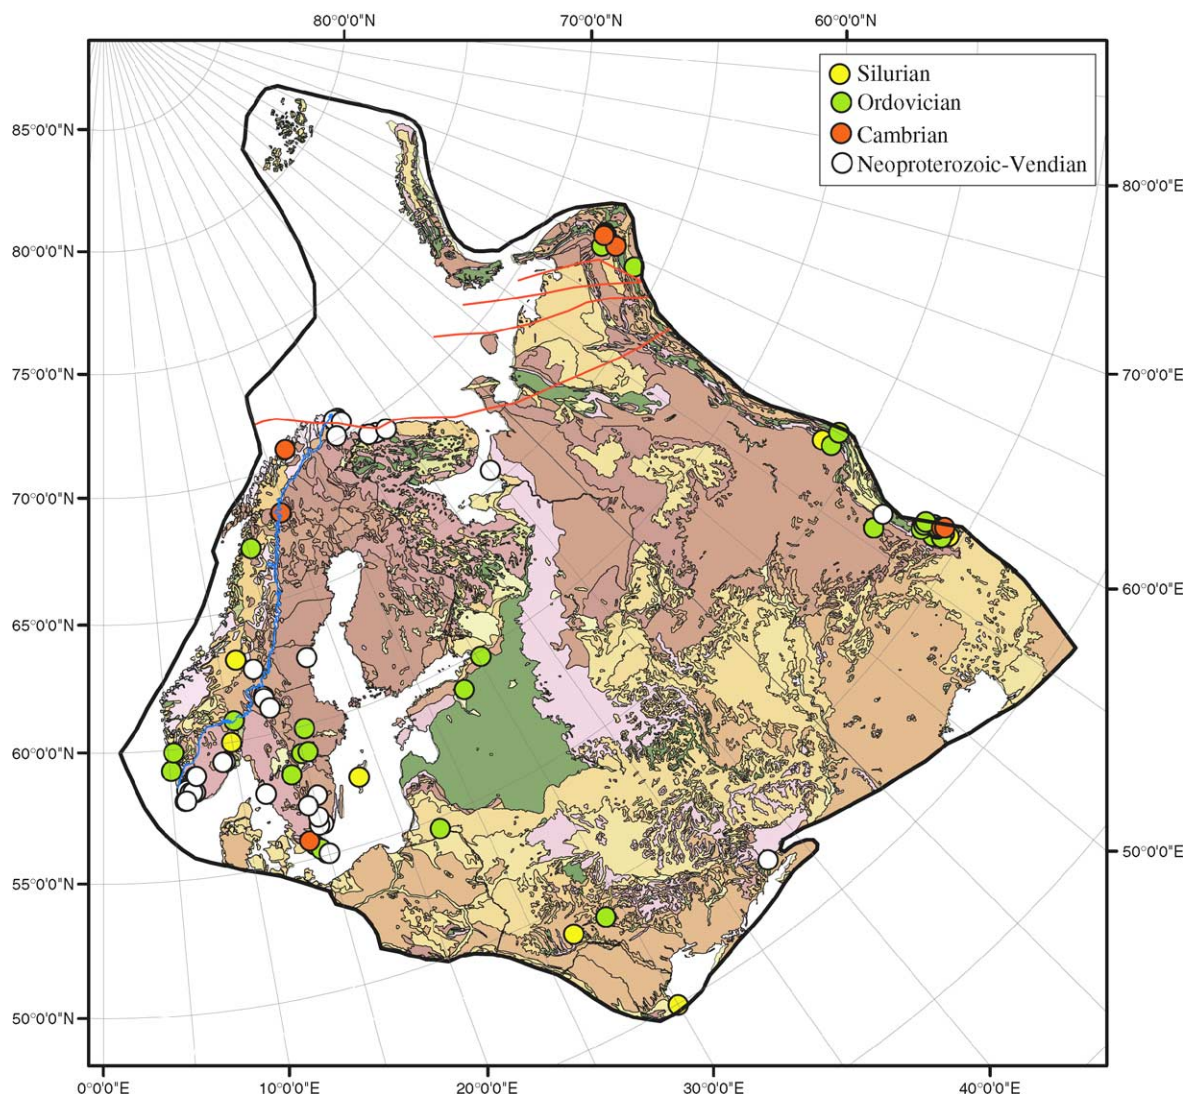 80°0'0"N 70°0'0"N 60°0'0"N
Silurian
Ordovician
Cambrian
Neoproterozoic-Vendian
85°0'0"N
80°0'0"E
80°0'0"N
75°0'0"N
70°0'0"E
70°0'0"N
60°0'0"E
65°0'0"N
60°0'0"N
50°0'0"E
55°0'0"N
50°0'0"N
0°0'0"E 10°0'0"E 20°0'0"E 30°0'0"E 40°0'0"E